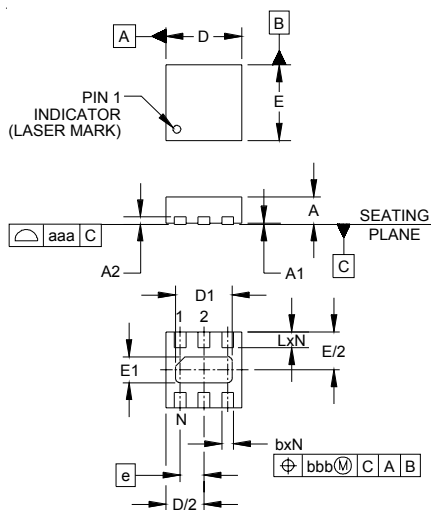 A
D
B
E
PIN 1
INDICATOR
(LASER MARK)
A
SEATING
PLANE
aaa C
C
A2
A1
D1
1 2
LxN
E/2
E1
N
bxN
e
bbb Ⓜ C A B
D/2